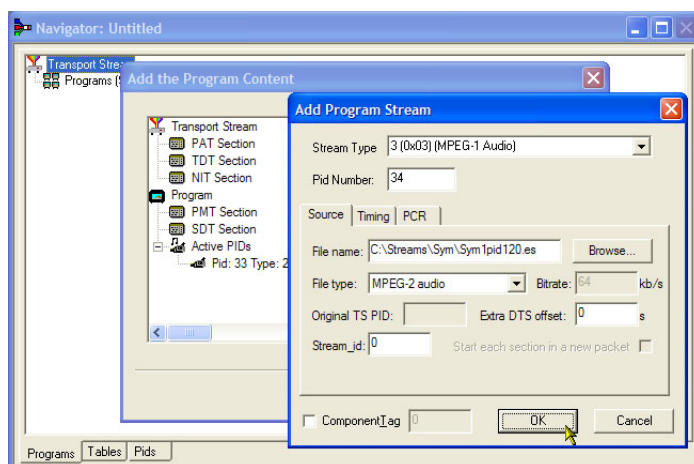 Navigator: Untitled
Transport Stre
Programs (
Add the Program Content
Transport Stream
PAT Section
TDT Section
NIT Section
Program
PMT Section
SDT Section
Active PIDs
Pid: 33 Type: 2
Add Program Stream
Stream Type 3 (0x03) (MPEG-1 Audio)
Pid Number: 34
Source Timing PCR
File name: C:\Streams\Sym\Sym1pid120.es Browse...
File type: MPEG-2 audio Bitrate: 64 kb/s
Original TS PID: Extra DTS offset: 0 s
Stream_id: 0 Start each section in a new packet
ComponentTag 0 OK Cancel
Programs Tables Pids